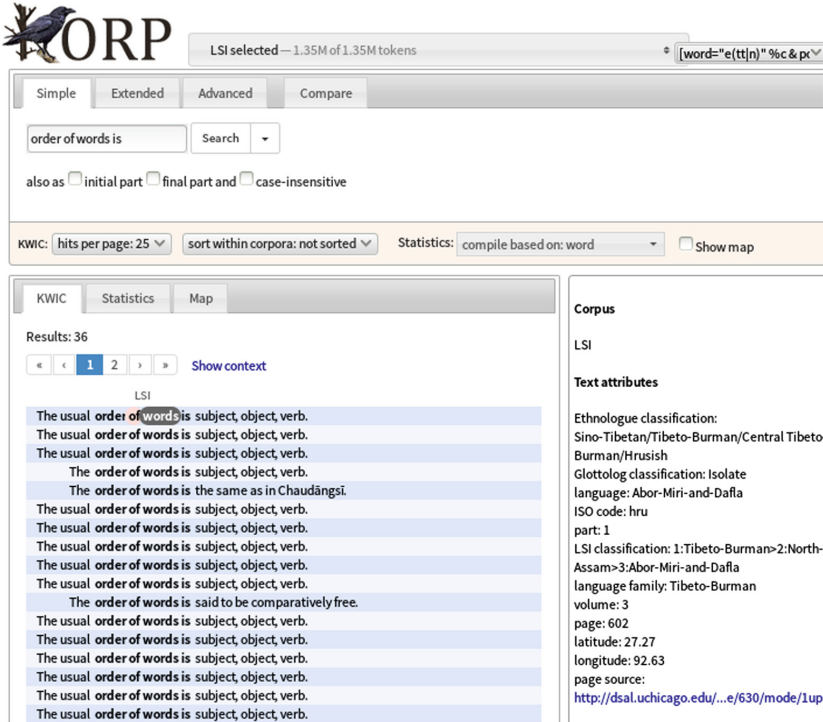 KORP
LSI selected — 1.35M of 1.35M tokens
[word="e(tt|n)" %c & po
Simple Extended Advanced Compare
order of words is Search
also as initial part final part and case-insensitive
KWIC: hits per page: 25 sort within corpora: not sorted Statistics: compile based on: word Show map
KWIC Statistics Map
Results: 36
« ‹ 1 2 › » Show context
LSI
The usual order of words is subject, object, verb.
The usual order of words is subject, object, verb.
The usual order of words is subject, object, verb.
The order of words is subject, object, verb.
The order of words is the same as in Chaudāngsī.
The usual order of words is subject, object, verb.
The usual order of words is subject, object, verb.
The usual order of words is subject, object, verb.
The usual order of words is subject, object, verb.
The usual order of words is subject, object, verb.
The order of words is said to be comparatively free.
The usual order of words is subject, object, verb.
The usual order of words is subject, object, verb.
The usual order of words is subject, object, verb.
The usual order of words is subject, object, verb.
The usual order of words is subject, object, verb.
The usual order of words is subject, object, verb.
Corpus
LSI
Text attributes
Ethnologue classification:
Sino-Tibetan/Tibeto-Burman/Central Tibeto
Burman/Hrusish
Glottolog classification: Isolate
language: Abor-Miri-and-Dafla
ISO code: hru
part: 1
LSI classification: 1:Tibeto-Burman>2:North-
Assam>3:Abor-Miri-and-Dafla
language family: Tibeto-Burman
volume: 3
page: 602
latitude: 27.27
longitude: 92.63
page source:
http://dsal.uchicago.edu/...e/630/mode/1up